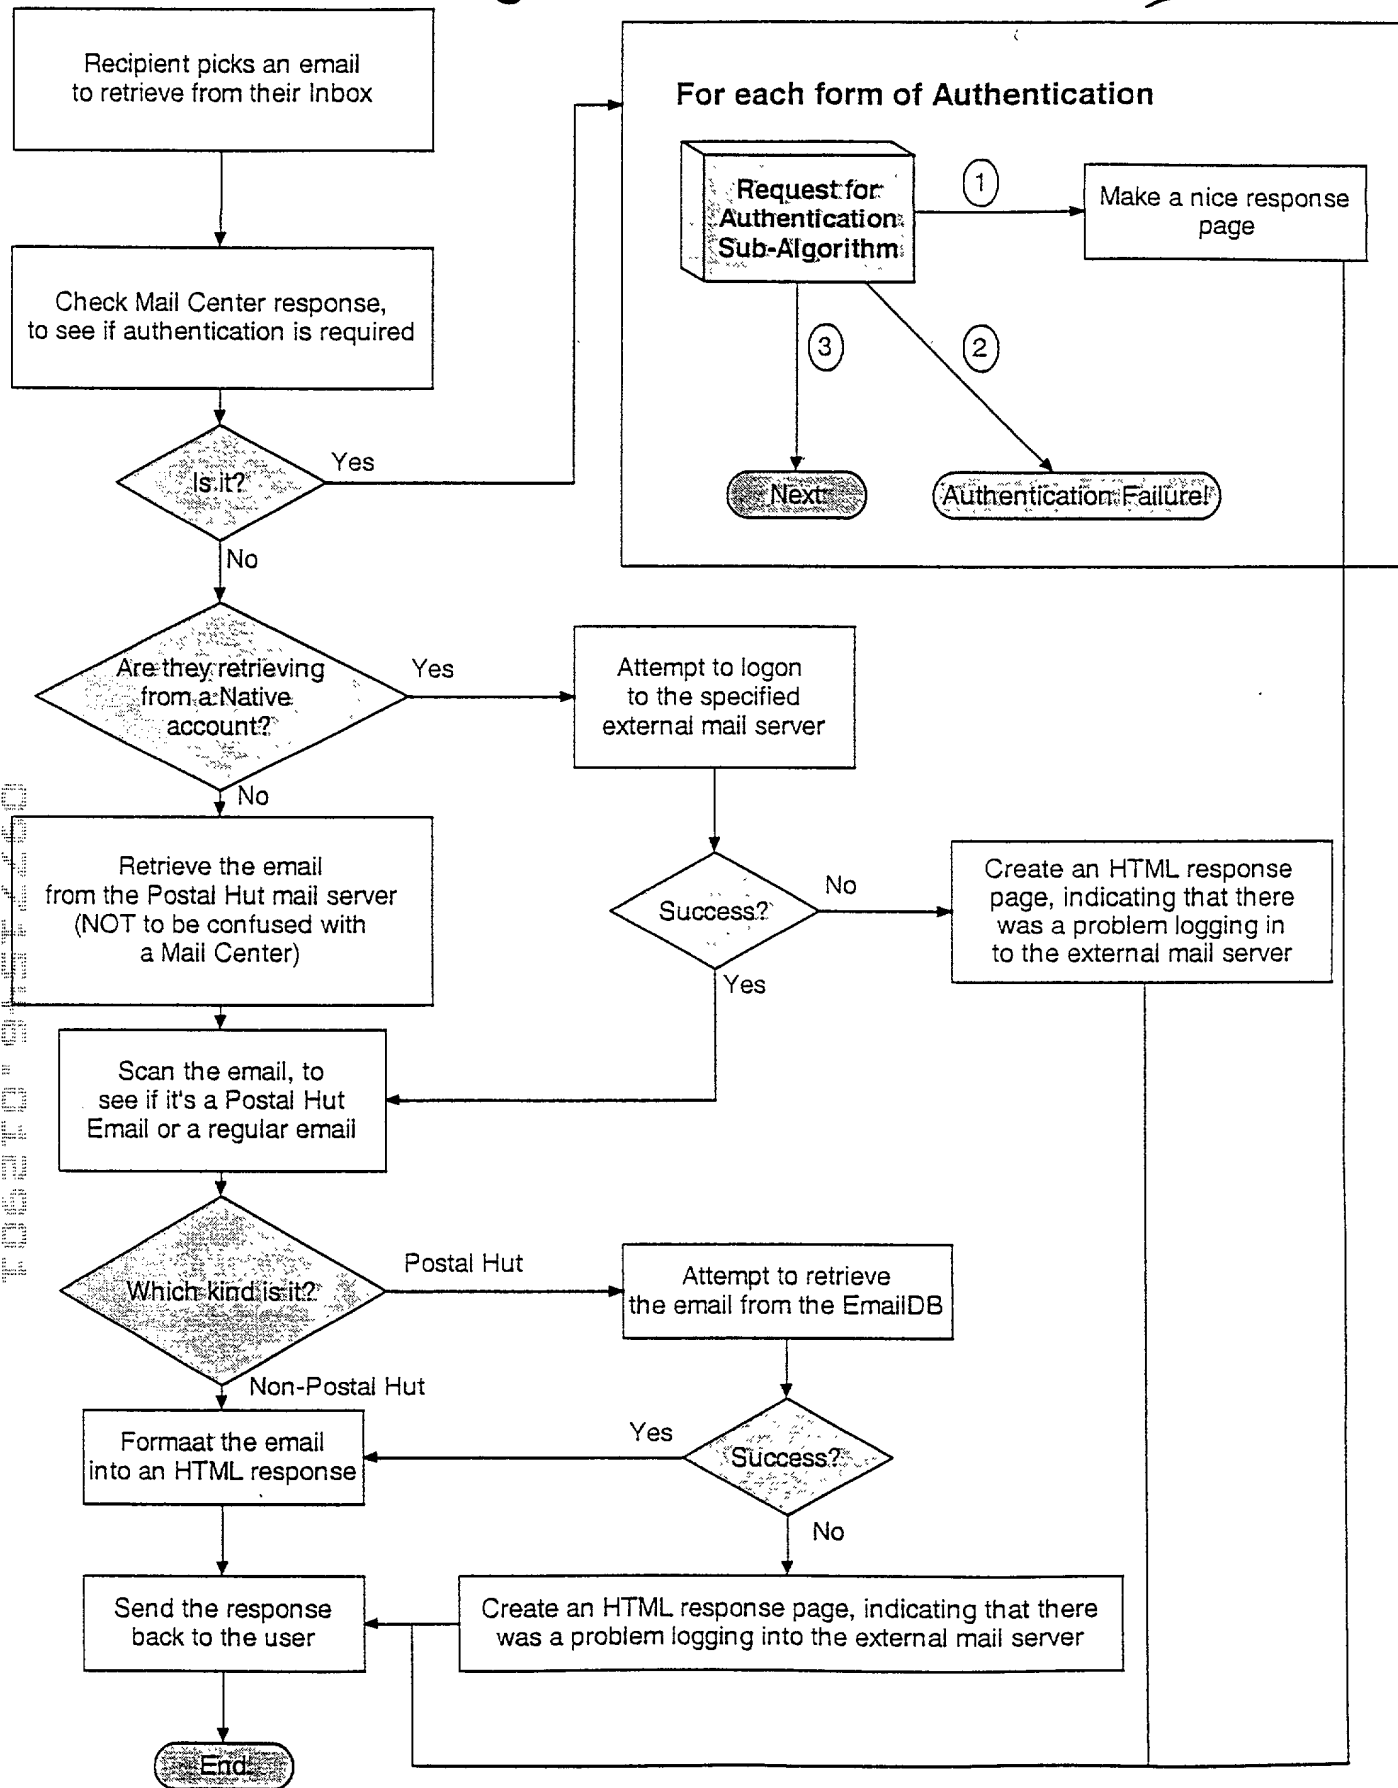 Recipient picks an email
to retrieve from their Inbox
For each form of Authentication
Request for
Authentication
Sub-Algorithm
1
Make a nice response
page
Check Mail Center response,
to see if authentication is required
3
2
Is it?
Yes
Next
Authentication Failure!
No
Are they retrieving
from a Native
account?
Yes
Attempt to logon
to the specified
external mail server
No
Retrieve the email
from the Postal Hut mail server
(NOT to be confused with
a Mail Center)
Success?
No
Create an HTML response
page, indicating that there
was a problem logging in
to the external mail server
Yes
Scan the email, to
see if it's a Postal Hut
Email or a regular email
Which kind is it?
Postal Hut
Attempt to retrieve
the email from the EmailDB
Non-Postal Hut
Formaat the email
into an HTML response
Yes
Success?
No
Send the response
back to the user
Create an HTML response page, indicating that there
was a problem logging into the external mail server
End